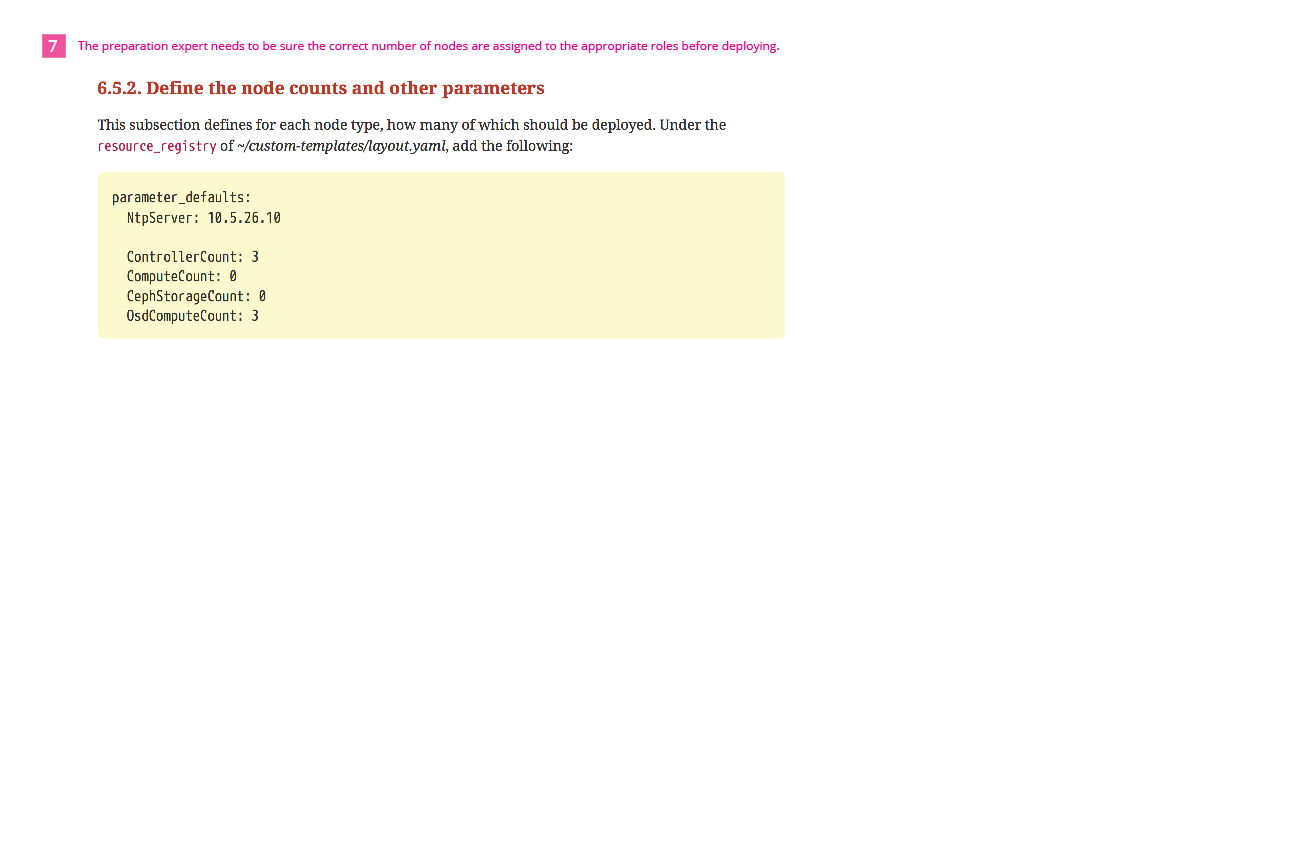 7 The preparation expert needs to be sure the correct number of nodes are assigned to the appropriate roles before deploying.
6.5.2. Define the node counts and other parameters
This subsection defines for each node type, how many of which should be deployed. Under the
resource_registry of ~/custom-templates/layout.yaml, add the following:
parameter_defaults:
  NtpServer: 10.5.26.10
  ControllerCount: 3
  ComputeCount: 0
  CephStorageCount: 0
  OsdComputeCount: 3